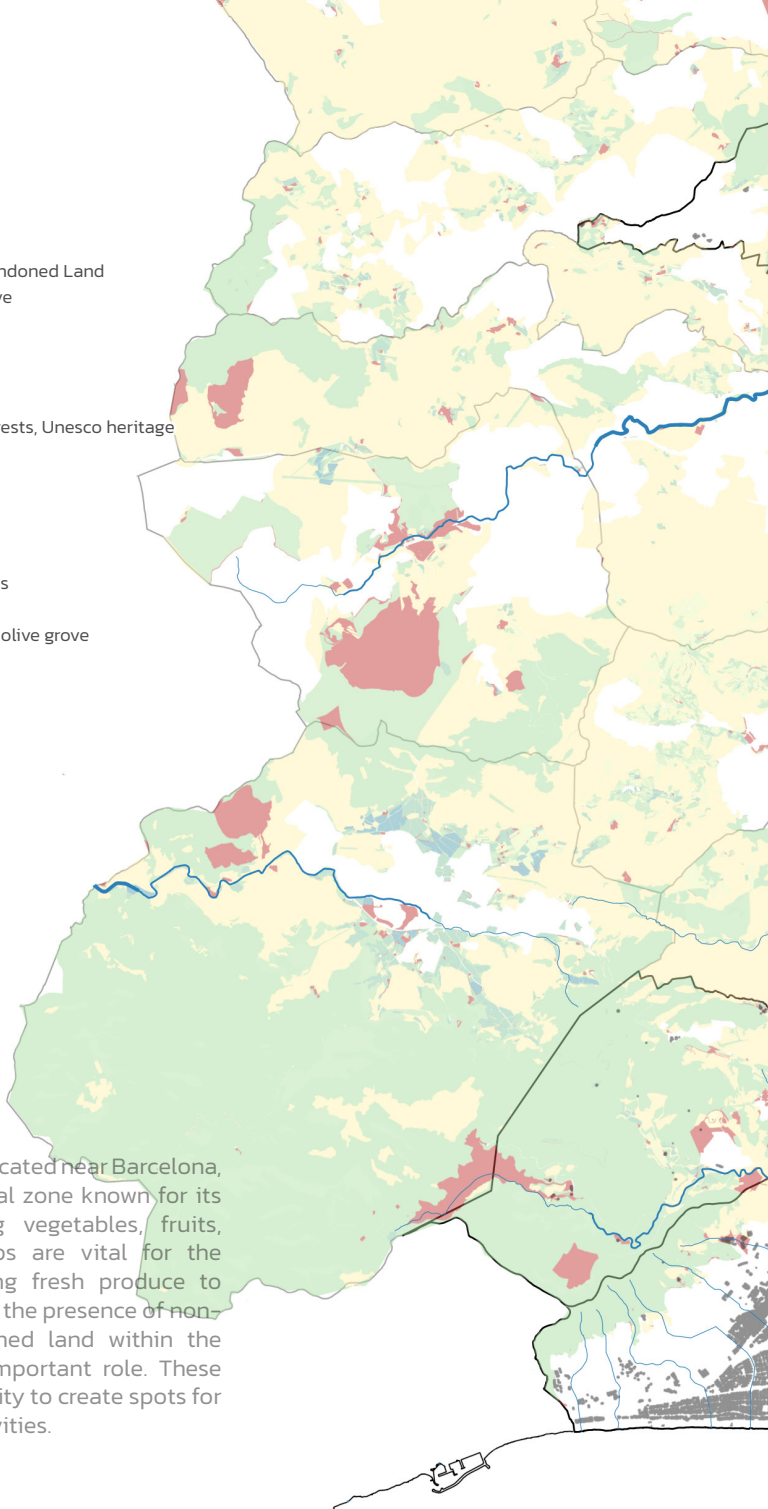 ndoned Land
ve
ests, Unesco heritage
s
olive grove
cated near Barcelona,
al zone known for its
g vegetables, fruits,
ps are vital for the
ng fresh produce to
the presence of non-
ned land within the
mportant role. These
ity to create spots for
vities.